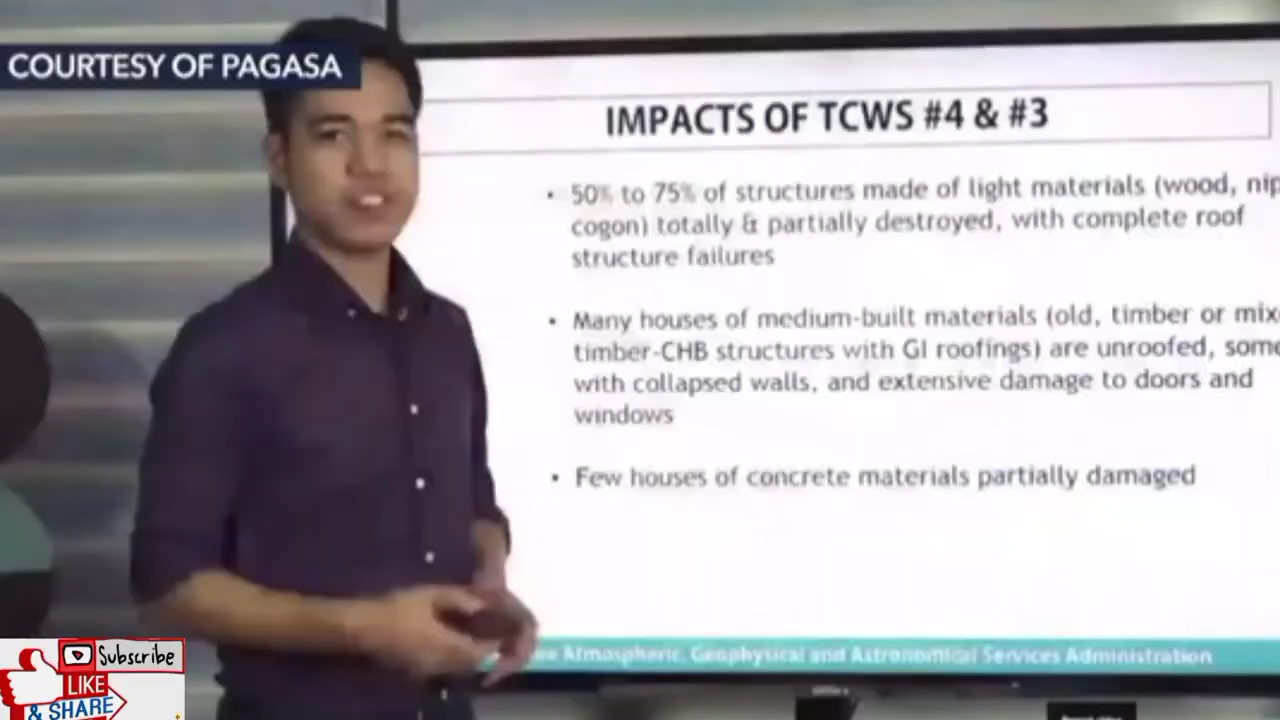 COURTESY OF PAGASA
IMPACTS OF TCWS #4 & #3
• 50% to 75% of structures made of light materials (wood,
cogon) totally & partially destroyed, with complete roof
structure failures
• Many houses of medium-built materials (old, timber or
timber-CHB structures with GI roofings) are unroofed, some
with collapsed walls, and extensive damage to doors and
windows
• Few houses of concrete materials partially damaged
Atmospheric, Geophysical and Astronomical Services Administration
Subscribe
LIKE
& SHARE